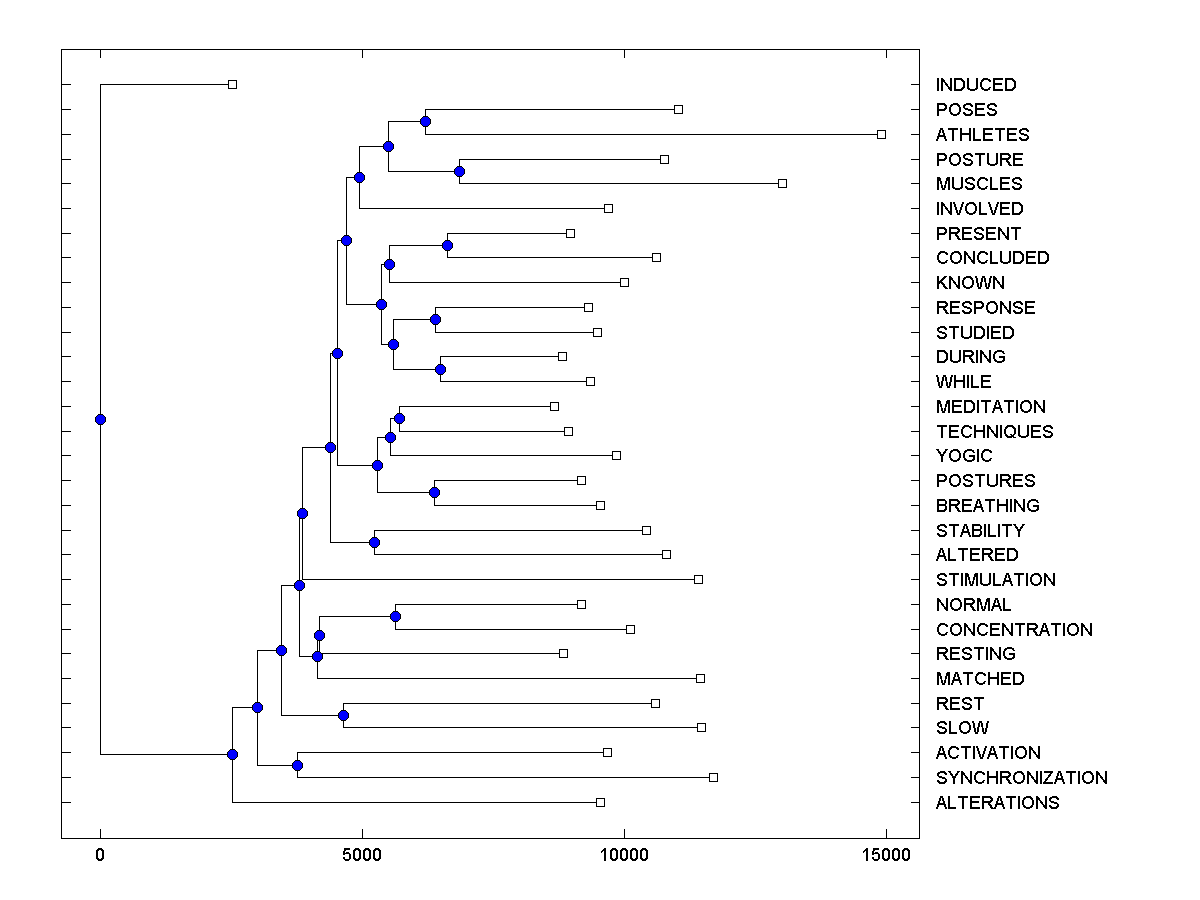 INDUCED
POSES
ATHLETES
POSTURE
MUSCLES
INVOLVED
PRESENT
CONCLUDED
KNOWN
RESPONSE
STUDIED
DURING
WHILE
MEDITATION
TECHNIQUES
YOGIC
POSTURES
BREATHING
STABILITY
ALTERED
STIMULATION
NORMAL
CONCENTRATION
RESTING
MATCHED
REST
SLOW
ACTIVATION
SYNCHRONIZATION
ALTERATIONS
0 5000 10000 15000